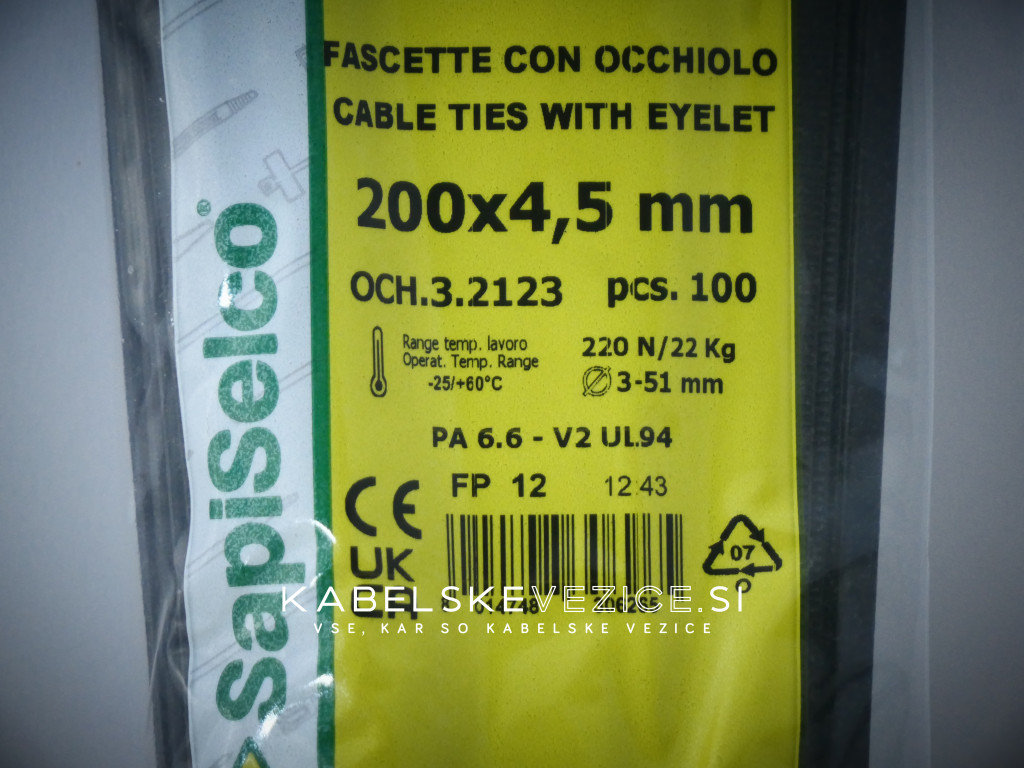 FASCETTE CON OCCHIOLO
CABLE TIES WITH EYELET
200x4,5 mm
OCH.3.2123 pcs. 100
Range temp. lavoro
Operat. Temp. Range
-25/+60°C
220 N/22 Kg
3-51 mm
PA 6.6 - V2 UL94
FP 12 12:43
CE
UK
CA
07
sapiselco®
KABELSKEVEZICE.SI
VSE, KAR SO KABELSKE VEZICE